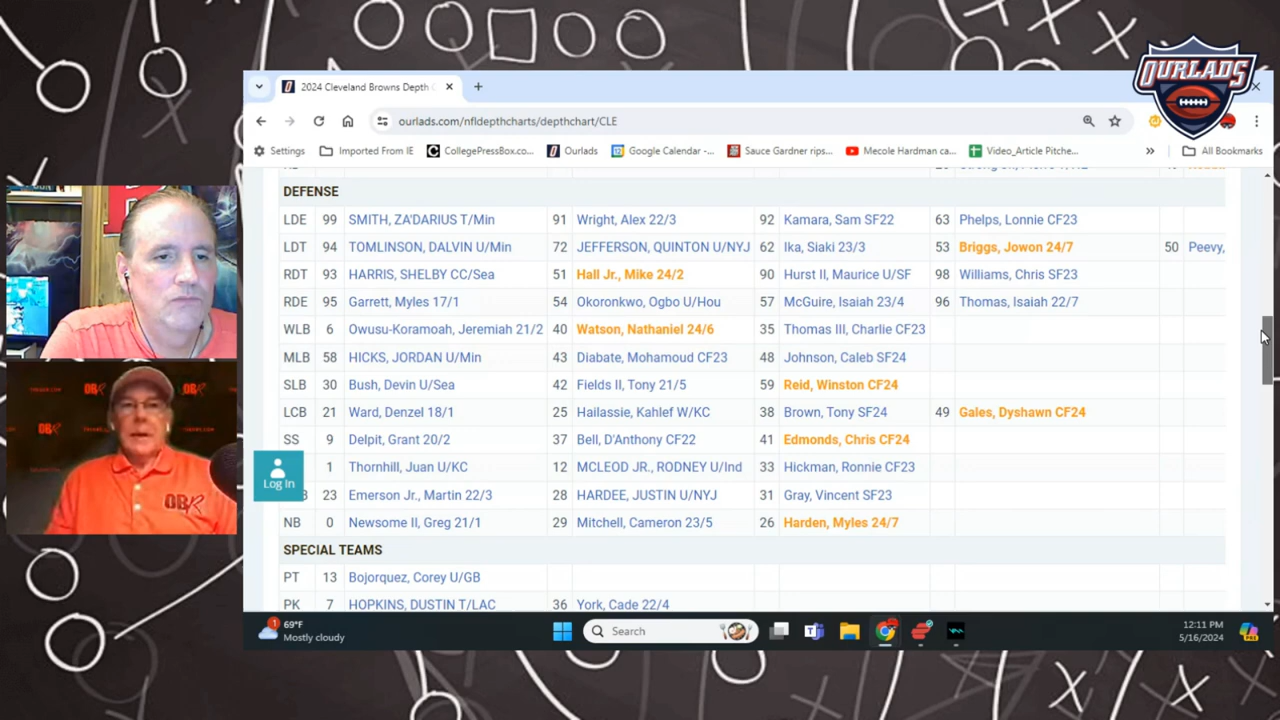 OURLADS
2024 Cleveland Browns Depth
ourlads.com/nfldepthcharts/depthchart/CLE
Settings Imported From IE CollegePressBox.co... Ourlads Google Calendar -... Sauce Gardner rips... Mecole Hardman ca... Video_Article Pitche... » All Bookmarks
DEFENSE
LDE 99 SMITH, ZA'DARIUS T/Min 91 Wright, Alex 22/3 92 Kamara, Sam SF22 63 Phelps, Lonnie CF23
LDT 94 TOMLINSON, DALVIN U/Min 72 JEFFERSON, QUINTON U/NYJ 62 Ika, Siaki 23/3 53 Briggs, Jowon 24/7 50 Peevy,
RDT 93 HARRIS, SHELBY CC/Sea 51 Hall Jr., Mike 24/2 90 Hurst II, Maurice U/SF 98 Williams, Chris SF23
RDE 95 Garrett, Myles 17/1 54 Okoronkwo, Ogbo U/Hou 57 McGuire, Isaiah 23/4 96 Thomas, Isaiah 22/7
WLB 6 Owusu-Koramoah, Jeremiah 21/2 40 Watson, Nathaniel 24/6 35 Thomas III, Charlie CF23
MLB 58 HICKS, JORDAN U/Min 43 Diabate, Mohamoud CF23 48 Johnson, Caleb SF24
SLB 30 Bush, Devin U/Sea 42 Fields II, Tony 21/5 59 Reid, Winston CF24
LCB 21 Ward, Denzel 18/1 25 Hailassie, Kahlef W/KC 38 Brown, Tony SF24 49 Gales, Dyshawn CF24
SS 9 Delpit, Grant 20/2 37 Bell, D'Anthony CF22 41 Edmonds, Chris CF24
1 Thornhill, Juan U/KC 12 MCLEOD JR., RODNEY U/Ind 33 Hickman, Ronnie CF23
23 Emerson Jr., Martin 22/3 28 HARDEE, JUSTIN U/NYJ 31 Gray, Vincent SF23
NB 0 Newsome II, Greg 21/1 29 Mitchell, Cameron 23/5 26 Harden, Myles 24/7
Log In
SPECIAL TEAMS
PT 13 Bojorquez, Corey U/GB
PK 7 HOPKINS, DUSTIN T/LAC 36 York, Cade 22/4
OBR
OBR
OBR
OBR
1
69°F
Mostly cloudy
Search
12:11 PM
5/16/2024